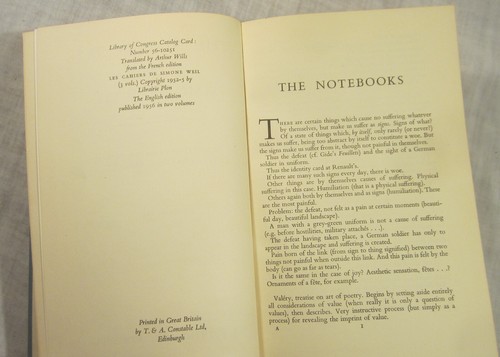 Library of Congress Catalog Card:
Number 56-10251
Translated by Arthur Wills
from the French edition
LES CAHIERS DE SIMONE WEIL
(3 vols.) Copyright 1952-5 by
Librairie Plon
The English edition
published 1956 in two volumes
Printed in Great Britain
by T. & A. Constable Ltd,
Edinburgh
THE NOTEBOOKS
THERE are certain things which cause no suffering whatever
by themselves, but make us suffer as signs. Signs of what?
Of a state of things which, by itself, only rarely (or never?)
makes us suffer, being too abstract by itself to constitute a woe. But
the signs make us suffer from it, though not painful in themselves.
Thus the defeat (cf. Gide's Feuillets) and the sight of a German
soldier in uniform.
Thus the identity card at Renault's.
If there are many such signs every day, there is woe.
Other things are by themselves causes of suffering. Physical
suffering in this case. Humiliation (that is a physical suffering).
Others again both by themselves and as signs (humiliation). These
are the most painful.
Problem: the defeat, not felt as a pain at certain moments (beauti-
ful day, beautiful landscape).
A man with a grey-green uniform is not a cause of suffering
(e.g. before hostilities, military attachés . . .).
The defeat having taken place, a German soldier has only to
appear in the landscape and suffering is created.
Pain born of the link (from sign to thing signified) between two
things not painful when outside this link. And this pain is felt by the
body (can go as far as tears).
Is it the same in the case of joy? Aesthetic sensation, fêtes . . .?
Ornaments of a fête, for example.
Valéry, treatise on art of poetry. Begins by setting aside entirely
all considerations of value (when really it is only a question of
values), then describes. Very instructive process (but simply as a
process) for revealing the imprint of value.
A 1